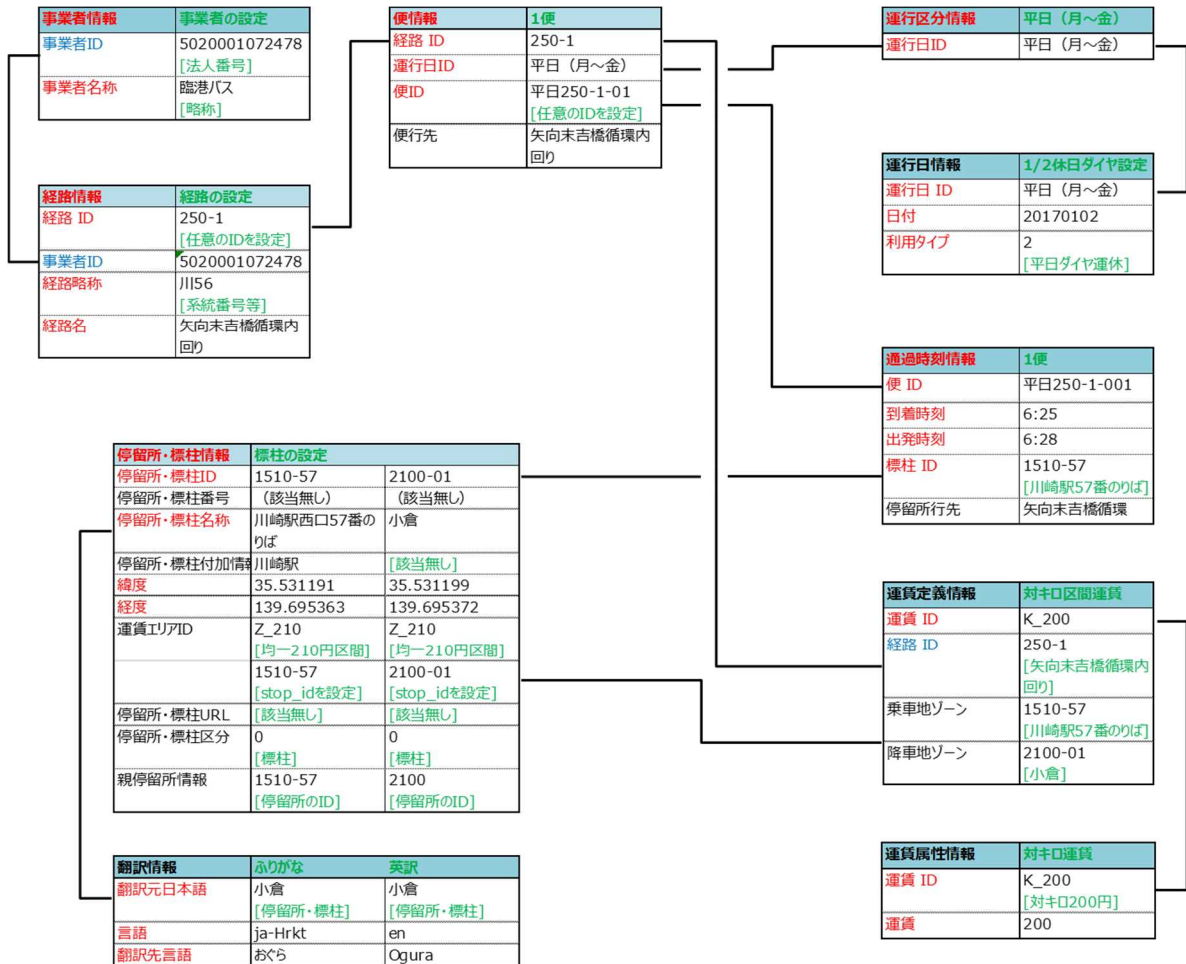 事業者情報 事業者の設定
事業者ID 5020001072478
[法人番号]
事業者名称 臨港バス
[略称]
経路情報 経路の設定
経路 ID 250-1
[任意のIDを設定]
事業者ID 5020001072478
経路略称 川56
[系統番号等]
経路名 矢向末吉橋循環内
回り
便情報 1便
経路 ID 250-1
運行日ID 平日（月～金）
便ID 平日250-1-01
[任意のIDを設定]
便行先 矢向末吉橋循環内
回り
運行区分情報 平日（月～金）
運行日ID 平日（月～金）
運行日情報 1/2休日ダイヤ設定
運行日 ID 平日（月～金）
日付 20170102
利用タイプ 2
[平日ダイヤ運休]
通過時刻情報 1便
便 ID 平日250-1-001
到着時刻 6:25
出発時刻 6:28
標柱 ID 1510-57
[川崎駅57番のりば]
停留所行先 矢向末吉橋循環
停留所・標柱情報 標柱の設定
停留所・標柱ID 1510-57 2100-01
停留所・標柱番号 （該当無し） （該当無し）
停留所・標柱名称 川崎駅西口57番の 小倉
りば
停留所・標柱付加情報 川崎駅 [該当無し]
緯度 35.531191 35.531199
経度 139.695363 139.695372
運賃エリアID Z_210 Z_210
[均一210円区間] [均一210円区間]
1510-57 2100-01
[stop_idを設定] [stop_idを設定]
停留所・標柱URL [該当無し] [該当無し]
停留所・標柱区分 0 0
[標柱] [標柱]
親停留所情報 1510-57 2100
[停留所のID] [停留所のID]
翻訳情報 ふりがな 英訳
翻訳元日本語 小倉 小倉
[停留所・標柱] [停留所・標柱]
言語 ja-Hrkt en
翻訳先言語 おぐら Ogura
運賃定義情報 対キロ区間運賃
運賃 ID K_200
経路 ID 250-1
[矢向末吉橋循環内
回り]
乗車地ゾーン 1510-57
[川崎駅57番のりば]
降車地ゾーン 2100-01
[小倉]
運賃属性情報 対キロ運賃
運賃 ID K_200
[対キロ200円]
運賃 200